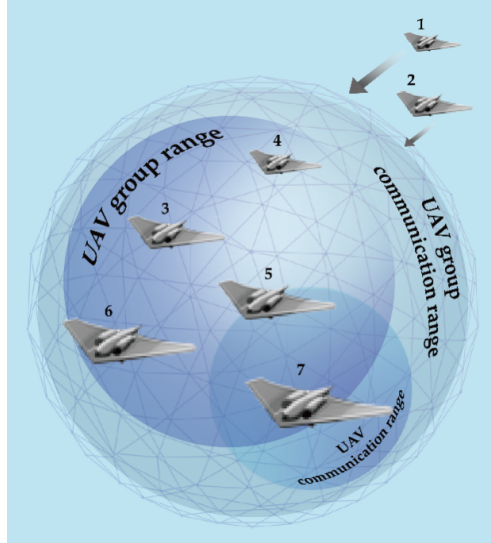 1
2
4
UAV group range
3
UAV group
communication range
5
6
7
UAV
communication range